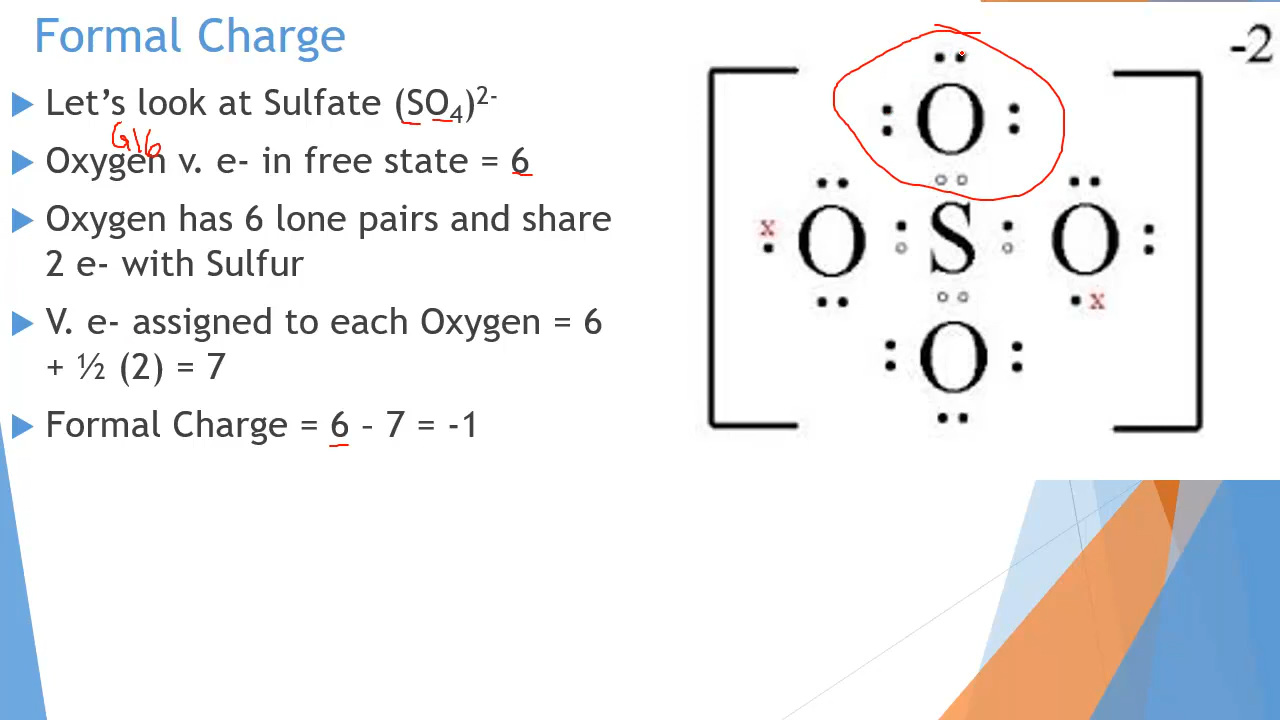 Formal Charge
-2
Let's look at Sulfate (SO₄)²⁻
G16
Oxygen v. e- in free state = 6
Oxygen has 6 lone pairs and share
2 e- with Sulfur
V. e- assigned to each Oxygen = 6
+ ½ (2) = 7
Formal Charge = 6 – 7 = -1
O
x
O S O
x
O